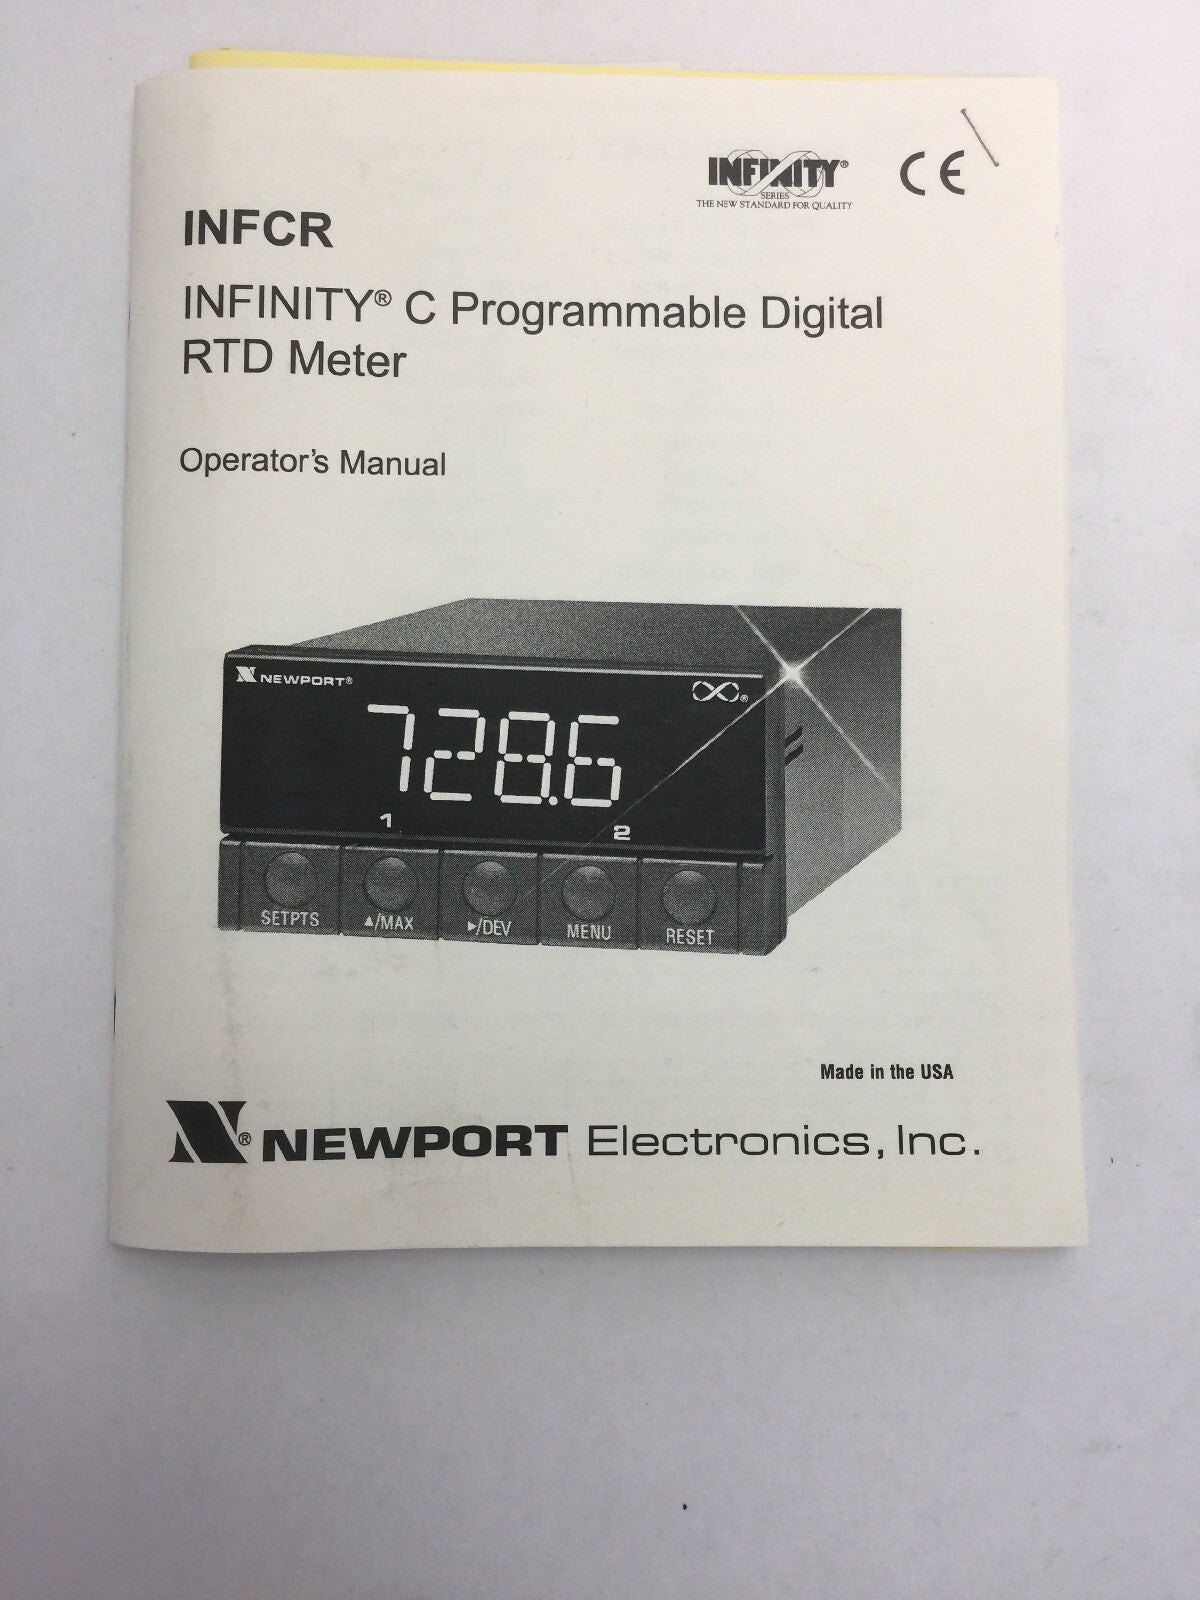 INFINITY®
SERIES
THE NEW STANDARD FOR QUALITY
CE
INFCR
INFINITY® C Programmable Digital
RTD Meter
Operator's Manual
NEWPORT®
®
728.6
1 2
SETPTS ▲/MAX ►/DEV MENU RESET
Made in the USA
N® NEWPORT Electronics, Inc.